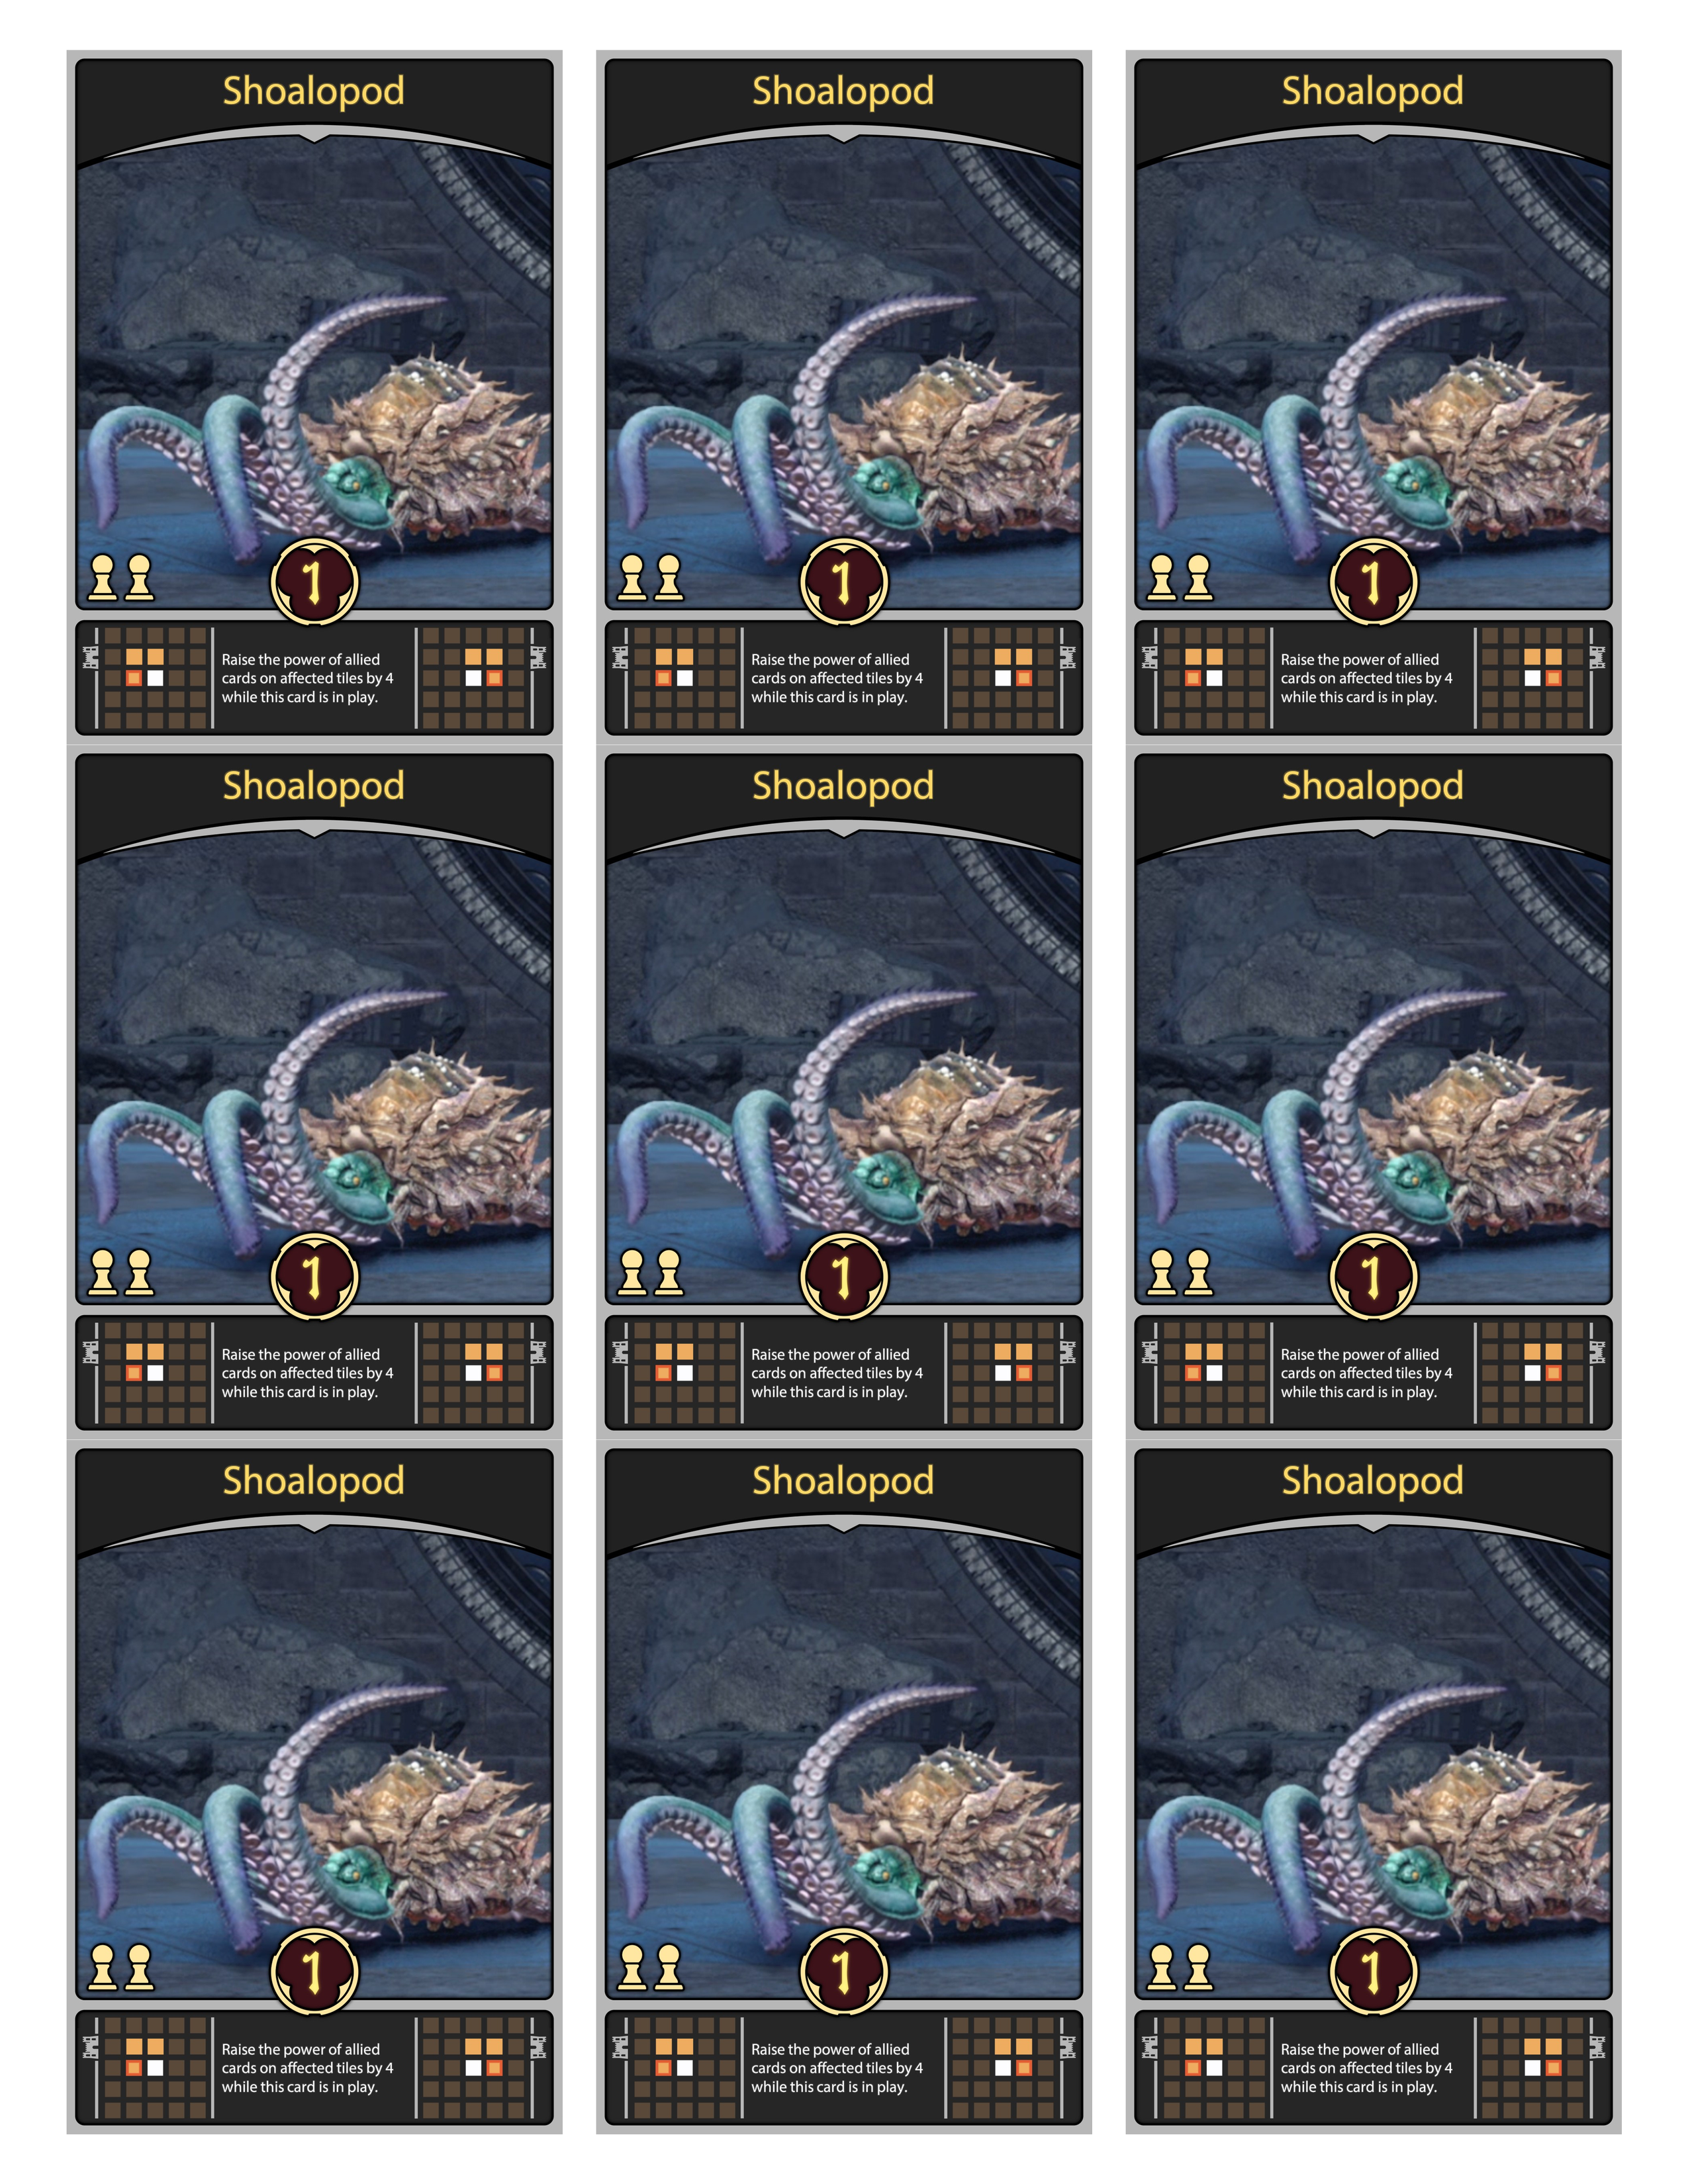 Shoalopod
Shoalopod
Shoalopod
1
1
1
Raise the power of allied
cards on affected tiles by 4
while this card is in play.
Raise the power of allied
cards on affected tiles by 4
while this card is in play.
Raise the power of allied
cards on affected tiles by 4
while this card is in play.
Shoalopod
Shoalopod
Shoalopod
1
1
1
Raise the power of allied
cards on affected tiles by 4
while this card is in play.
Raise the power of allied
cards on affected tiles by 4
while this card is in play.
Raise the power of allied
cards on affected tiles by 4
while this card is in play.
Shoalopod
Shoalopod
Shoalopod
1
1
1
Raise the power of allied
cards on affected tiles by 4
while this card is in play.
Raise the power of allied
cards on affected tiles by 4
while this card is in play.
Raise the power of allied
cards on affected tiles by 4
while this card is in play.